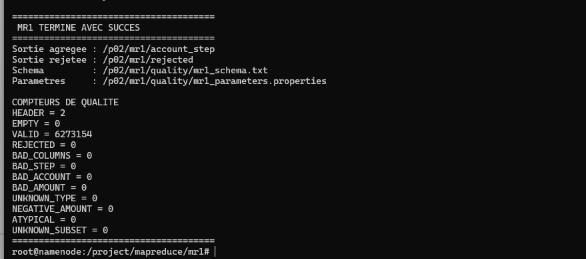 =====================================
MR1 TERMINE AVEC SUCCES
=====================================
Sortie agregee : /p02/mr1/account_step
Sortie rejetee : /p02/mr1/rejected
Schema         : /p02/mr1/quality/mr1_schema.txt
Parametres     : /p02/mr1/quality/mr1_parameters.properties
COMPTEURS DE QUALITE
HEADER = 2
EMPTY = 0
VALID = 6273154
REJECTED = 0
BAD_COLUMNS = 0
BAD_STEP = 0
BAD_ACCOUNT = 0
BAD_AMOUNT = 0
UNKNOWN_TYPE = 0
NEGATIVE_AMOUNT = 0
ATYPICAL = 0
UNKNOWN_SUBSET = 0
=====================================
root@namenode:/project/mapreduce/mr1#